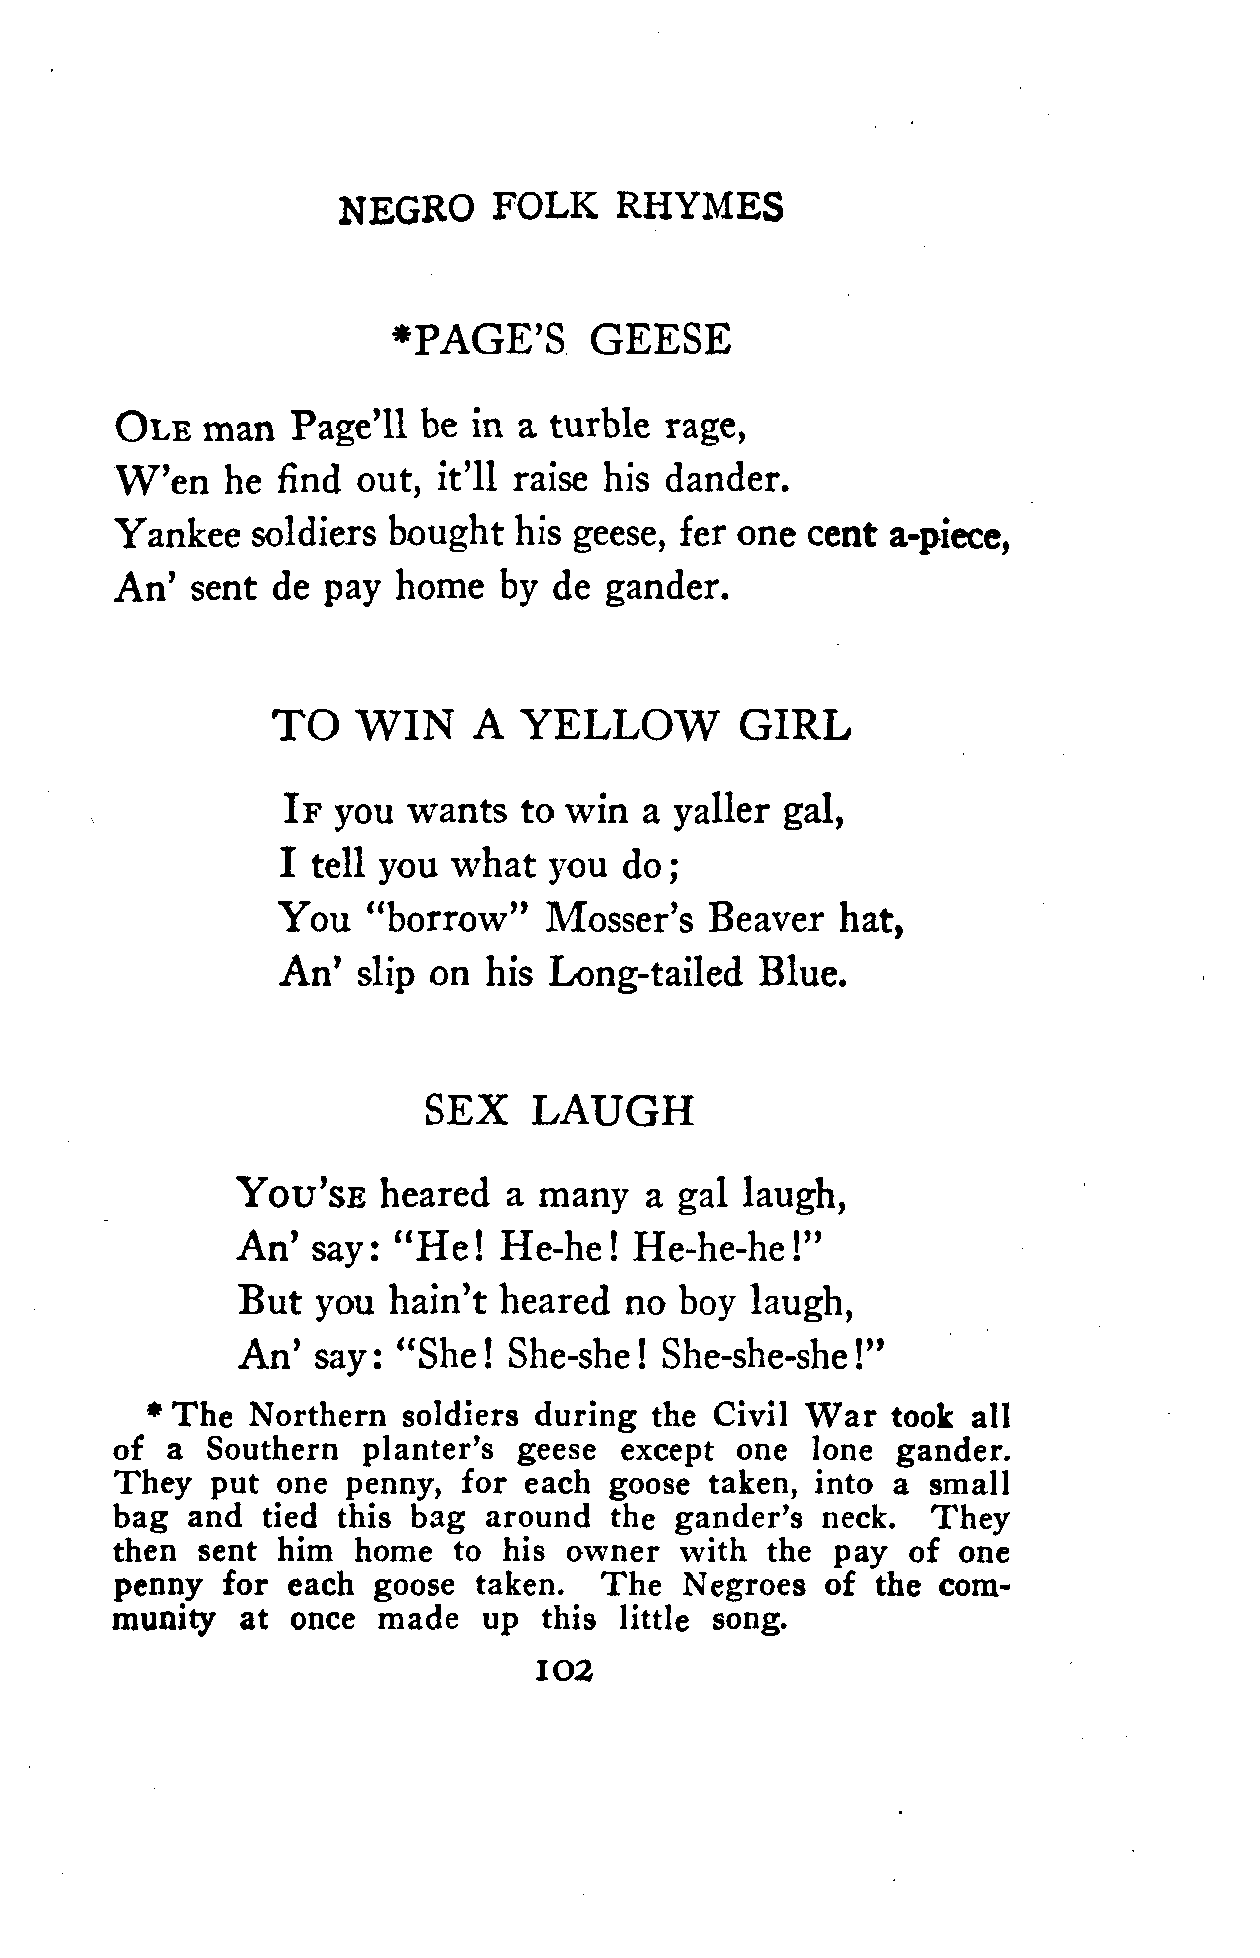 NEGRO FOLK RHYMES
*PAGE'S GEESE
OLE man Page'll be in a turble rage,
W'en he find out, it'll raise his dander.
Yankee soldiers bought his geese, fer one cent a-piece,
An' sent de pay home by de gander.
TO WIN A YELLOW GIRL
IF you wants to win a yaller gal,
I tell you what you do;
You "borrow" Mosser's Beaver hat,
An' slip on his Long-tailed Blue.
SEX LAUGH
YOU'SE heared a many a gal laugh,
An' say: "He! He-he! He-he-he!"
But you hain't heared no boy laugh,
An' say: "She! She-she! She-she-she!"
* The Northern soldiers during the Civil War took all
of a Southern planter's geese except one lone gander.
They put one penny, for each goose taken, into a small
bag and tied this bag around the gander's neck. They
then sent him home to his owner with the pay of one
penny for each goose taken. The Negroes of the com-
munity at once made up this little song.
102